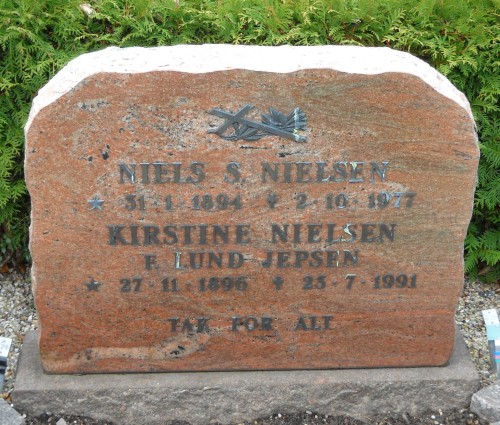 NIELS S. NIELSEN
* 31 · 1 · 1894 ✝ 2 · 10 · 1977
KIRSTINE NIELSEN
F. LUND-JEPSEN
* 27 · 11 · 1896 ✝ 23 · 7 · 1991
TAK FOR ALT